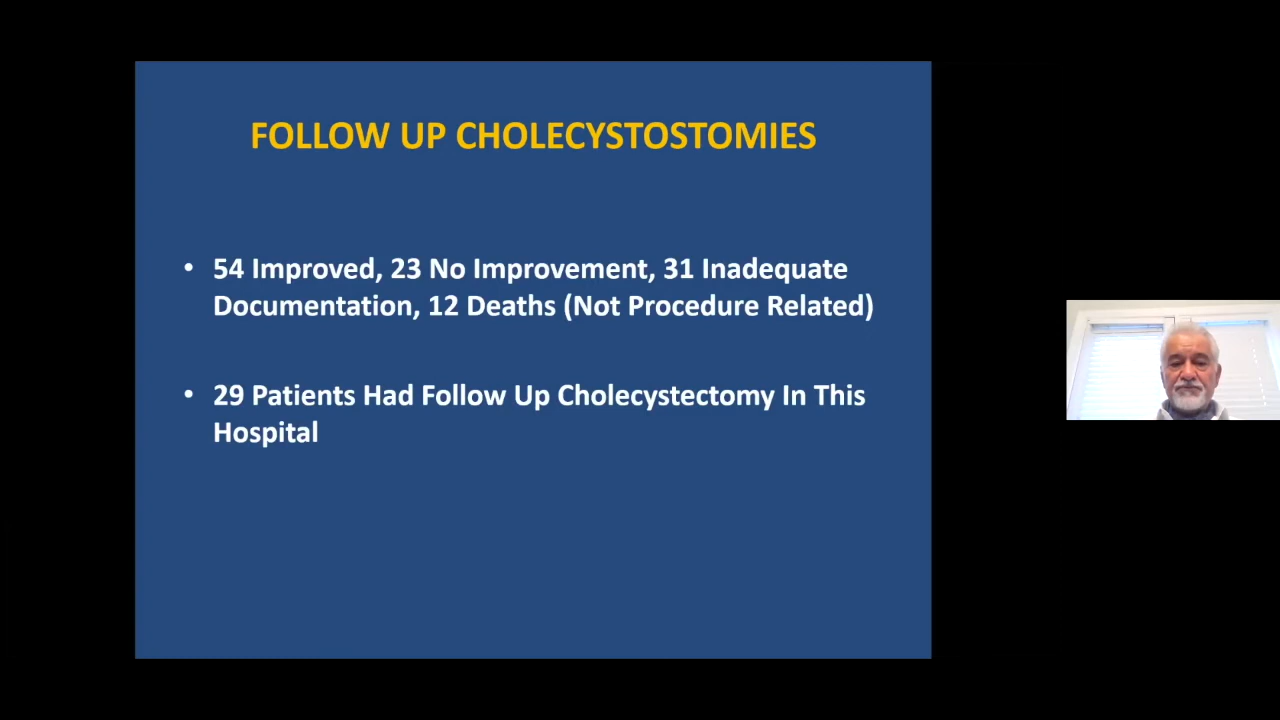 FOLLOW UP CHOLECYSTOSTOMIES
• 54 Improved, 23 No Improvement, 31 Inadequate
Documentation, 12 Deaths (Not Procedure Related)
• 29 Patients Had Follow Up Cholecystectomy In This
Hospital